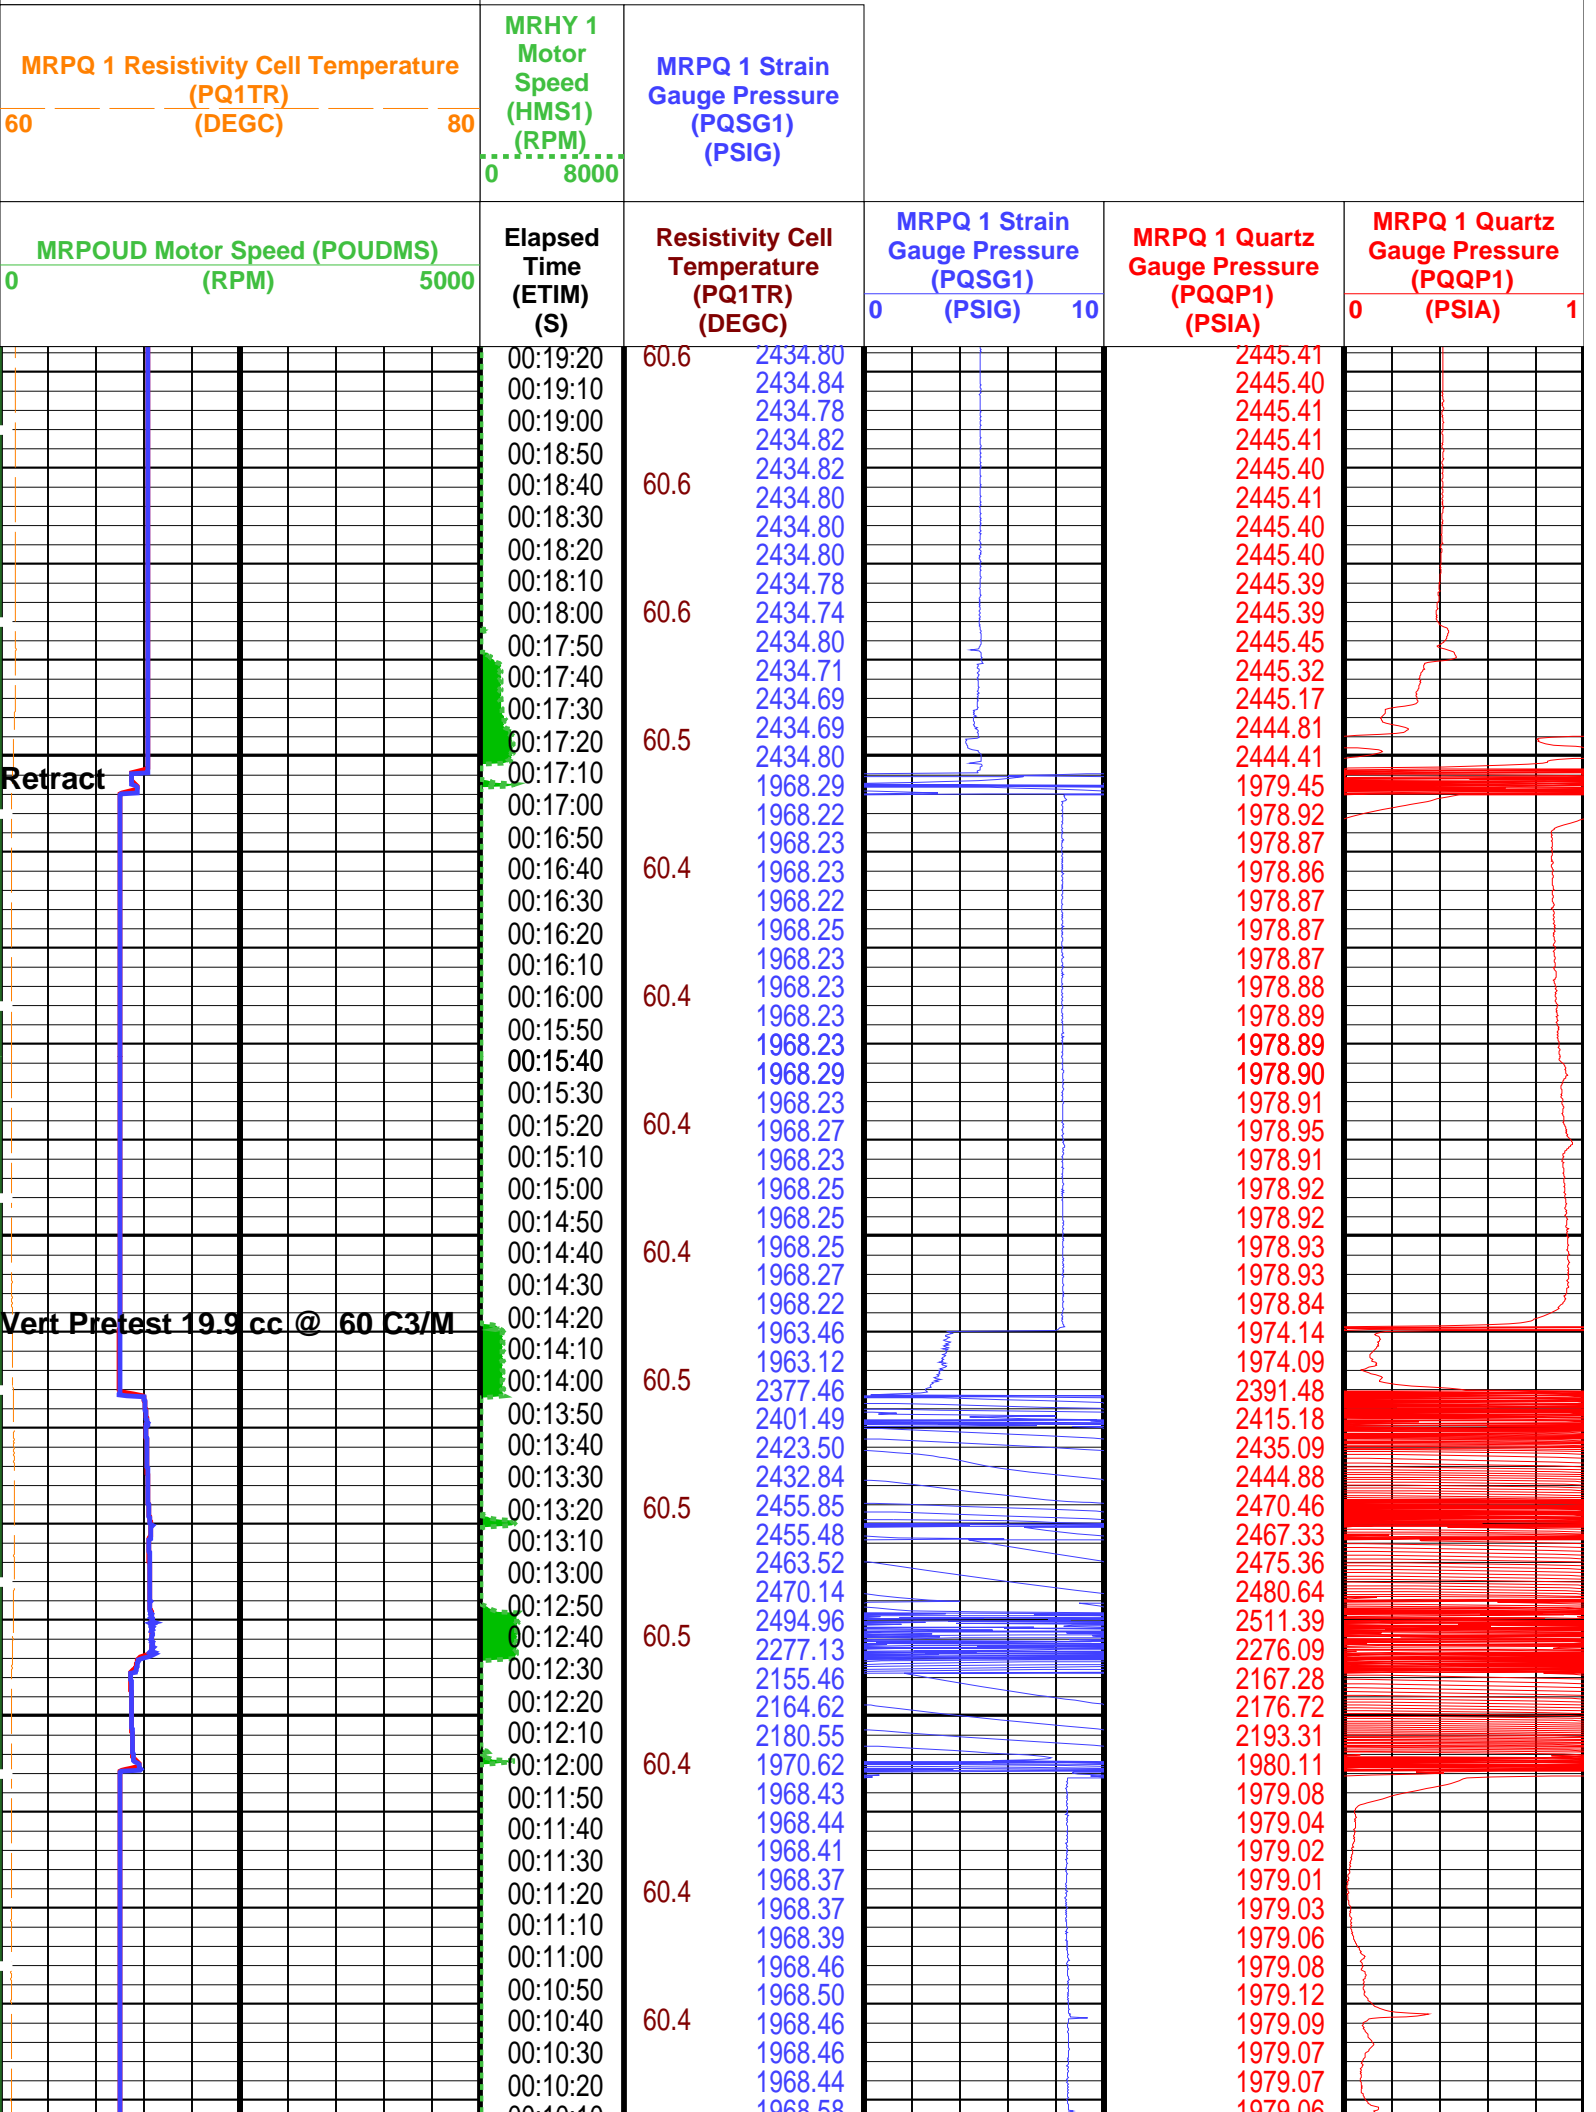 MRPQ 1 Resistivity Cell Temperature
(PQ1TR)
60 (DEGC) 80
MRHY 1
Motor
Speed
(HMS1)
(RPM)
0 8000
MRPQ 1 Strain
Gauge Pressure
(PQSG1)
(PSIG)
MRPOUD Motor Speed (POUDMS)
0 (RPM) 5000
Elapsed
Time
(ETIM)
(S)
Resistivity Cell
Temperature
(PQ1TR)
(DEGC)
MRPQ 1 Strain
Gauge Pressure
(PQSG1)
0 (PSIG) 10
MRPQ 1 Quartz
Gauge Pressure
(PQQP1)
(PSIA)
MRPQ 1 Quartz
Gauge Pressure
(PQQP1)
0 (PSIA) 1
00:19:20 60.6 2434.80 2445.41
00:19:10 2434.84 2445.40
00:19:00 2434.78 2445.41
2434.82 2445.41
00:18:50 2434.82 2445.40
00:18:40 60.6 2434.80 2445.41
00:18:30 2434.80 2445.40
00:18:20 2434.80 2445.40
00:18:10 2434.78 2445.39
00:18:00 60.6 2434.74 2445.39
00:17:50 2434.80 2445.45
00:17:40 2434.71 2445.32
00:17:30 2434.69 2445.17
2434.69 2444.81
00:17:20 60.5 2434.80 2444.41
Retract 00:17:10 1968.29 1979.45
00:17:00 1968.22 1978.92
00:16:50 1968.23 1978.87
00:16:40 60.4 1968.23 1978.86
00:16:30 1968.22 1978.87
00:16:20 1968.25 1978.87
00:16:10 1968.23 1978.87
00:16:00 60.4 1968.23 1978.88
00:15:50 1968.23 1978.89
1968.23 1978.89
00:15:40 1968.29 1978.90
00:15:30 1968.23 1978.91
00:15:20 60.4 1968.27 1978.95
00:15:10 1968.23 1978.91
00:15:00 1968.25 1978.92
00:14:50 1968.25 1978.92
00:14:40 60.4 1968.25 1978.93
00:14:30 1968.27 1978.93
00:14:20 1968.22 1978.84
Vert Pretest 19.9 cc @ 60 C3/M 1963.46 1974.14
00:14:10 1963.12 1974.09
00:14:00 60.5 2377.46 2391.48
00:13:50 2401.49 2415.18
00:13:40 2423.50 2435.09
00:13:30 2432.84 2444.88
00:13:20 60.5 2455.85 2470.46
00:13:10 2455.48 2467.33
00:13:00 2463.52 2475.36
2470.14 2480.64
00:12:50 2494.96 2511.39
00:12:40 60.5 2277.13 2276.09
00:12:30 2155.46 2167.28
00:12:20 2164.62 2176.72
00:12:10 2180.55 2193.31
00:12:00 60.4 1970.62 1980.11
00:11:50 1968.43 1979.08
00:11:40 1968.44 1979.04
00:11:30 1968.41 1979.02
1968.37 1979.01
00:11:20 60.4 1968.37 1979.03
00:11:10 1968.39 1979.06
00:11:00 1968.46 1979.08
00:10:50 1968.50 1979.12
00:10:40 60.4 1968.46 1979.09
00:10:30 1968.46 1979.07
00:10:20 1968.44 1979.07
00:10:10 1968.58 1979.06